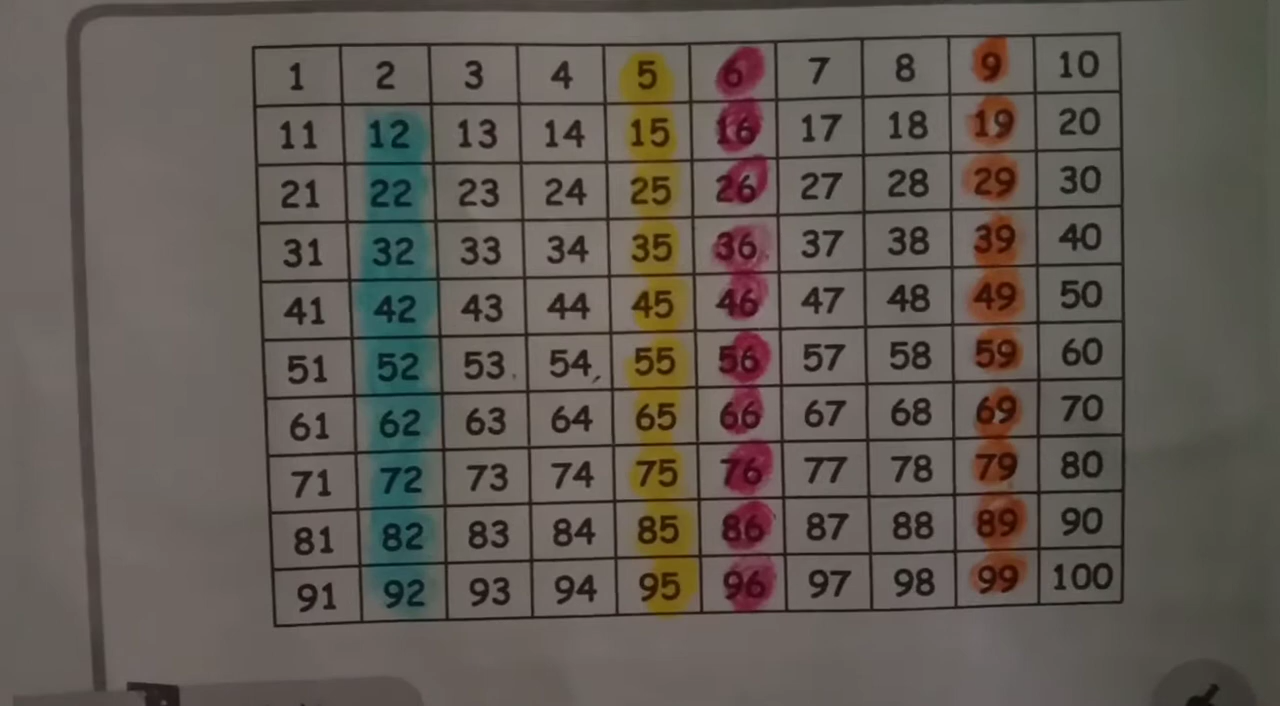 1 2 3 4 5 6 7 8 9 10
11 12 13 14 15 16 17 18 19 20
21 22 23 24 25 26 27 28 29 30
31 32 33 34 35 36 37 38 39 40
41 42 43 44 45 46 47 48 49 50
51 52 53 54 55 56 57 58 59 60
61 62 63 64 65 66 67 68 69 70
71 72 73 74 75 76 77 78 79 80
81 82 83 84 85 86 87 88 89 90
91 92 93 94 95 96 97 98 99 100